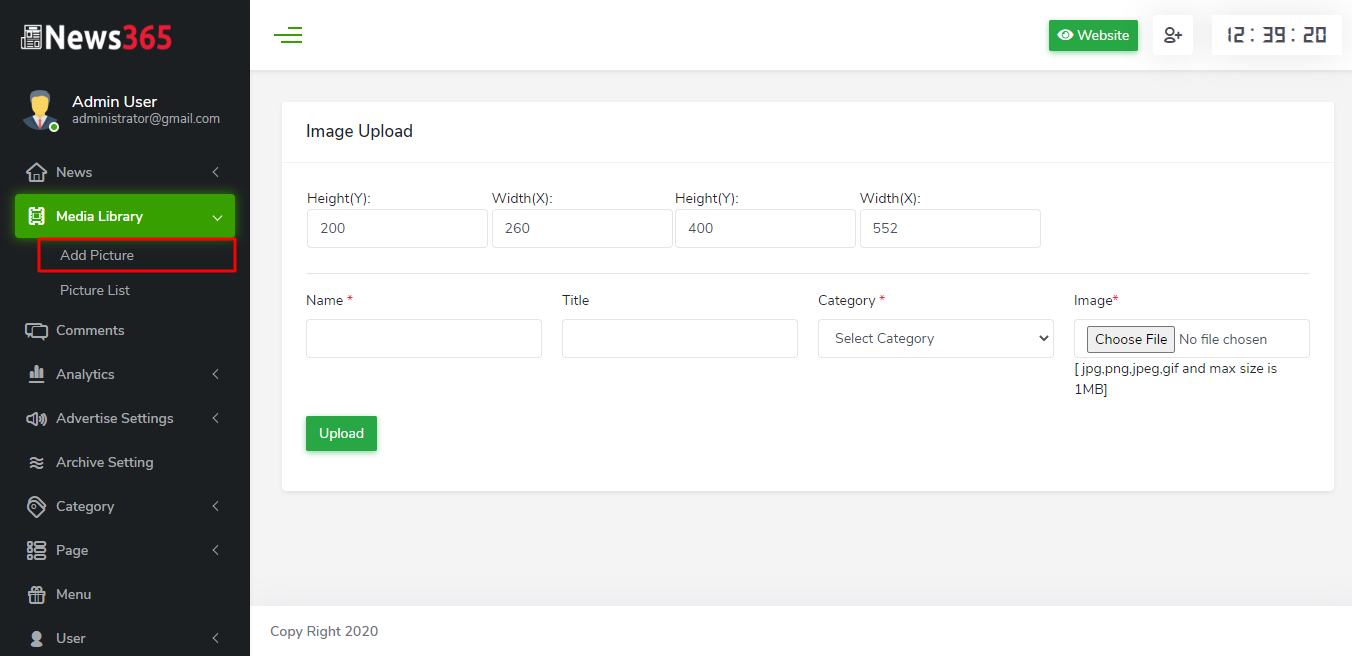 News365
Admin User
administrator@gmail.com
News
Media Library
Add Picture
Picture List
Comments
Analytics
Advertise Settings
Archive Setting
Category
Page
Menu
User
Website
12:39:20
Image Upload
Height(Y): Width(X): Height(Y): Width(X):
200 260 400 552
Name * Title Category * Image*
Select Category Choose File No file chosen
[ jpg,png,jpeg,gif and max size is
1MB]
Upload
Copy Right 2020